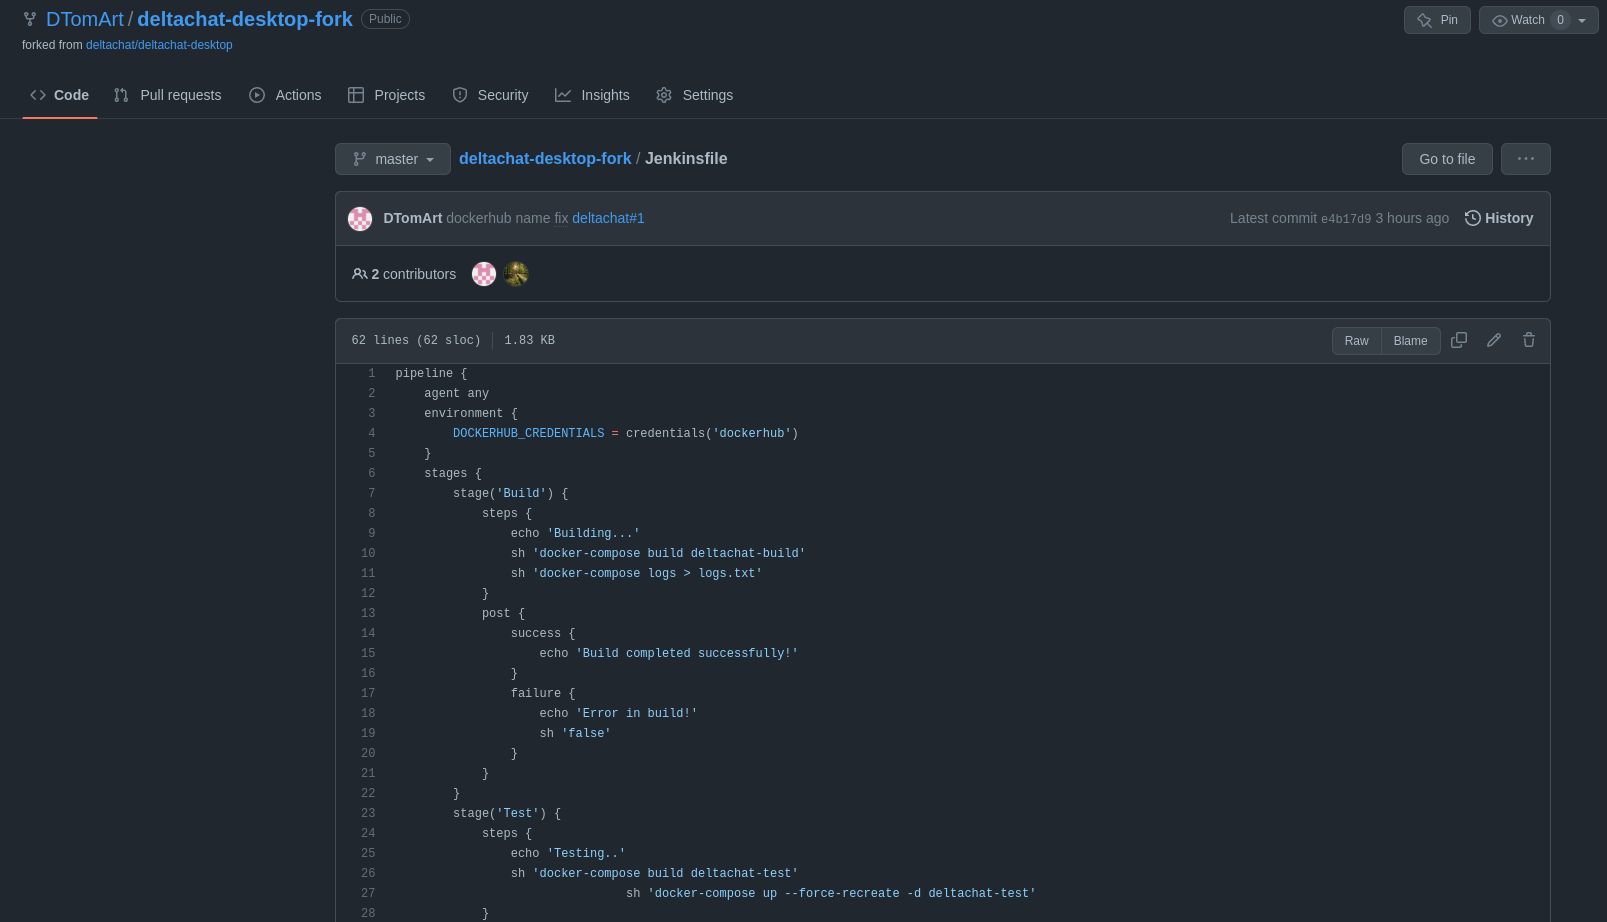 DTomArt / deltachat-desktop-fork Public
Pin
Watch 0
forked from deltachat/deltachat-desktop
Code Pull requests Actions Projects Security Insights Settings
master deltachat-desktop-fork / Jenkinsfile Go to file
DTomArt dockerhub name fix deltachat#1 Latest commit e4b17d9 3 hours ago History
2 contributors
62 lines (62 sloc) 1.83 KB Raw Blame
1 pipeline {
2     agent any
3     environment {
4         DOCKERHUB_CREDENTIALS = credentials('dockerhub')
5     }
6     stages {
7         stage('Build') {
8             steps {
9                 echo 'Building...'
10                 sh 'docker-compose build deltachat-build'
11                 sh 'docker-compose logs > logs.txt'
12             }
13             post {
14                 success {
15                     echo 'Build completed successfully!'
16                 }
17                 failure {
18                     echo 'Error in build!'
19                     sh 'false'
20                 }
21             }
22         }
23         stage('Test') {
24             steps {
25                 echo 'Testing..'
26                 sh 'docker-compose build deltachat-test'
27                                 sh 'docker-compose up --force-recreate -d deltachat-test'
28             }